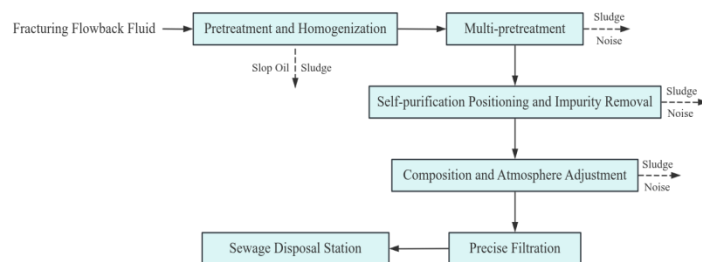 Fracturing Flowback Fluid
Pretreatment and Homogenization
Multi-pretreatment
Sludge
Noise
Slop Oil
Sludge
Self-purification Positioning and Impurity Removal
Sludge
Noise
Composition and Atmosphere Adjustment
Sludge
Noise
Sewage Disposal Station
Precise Filtration